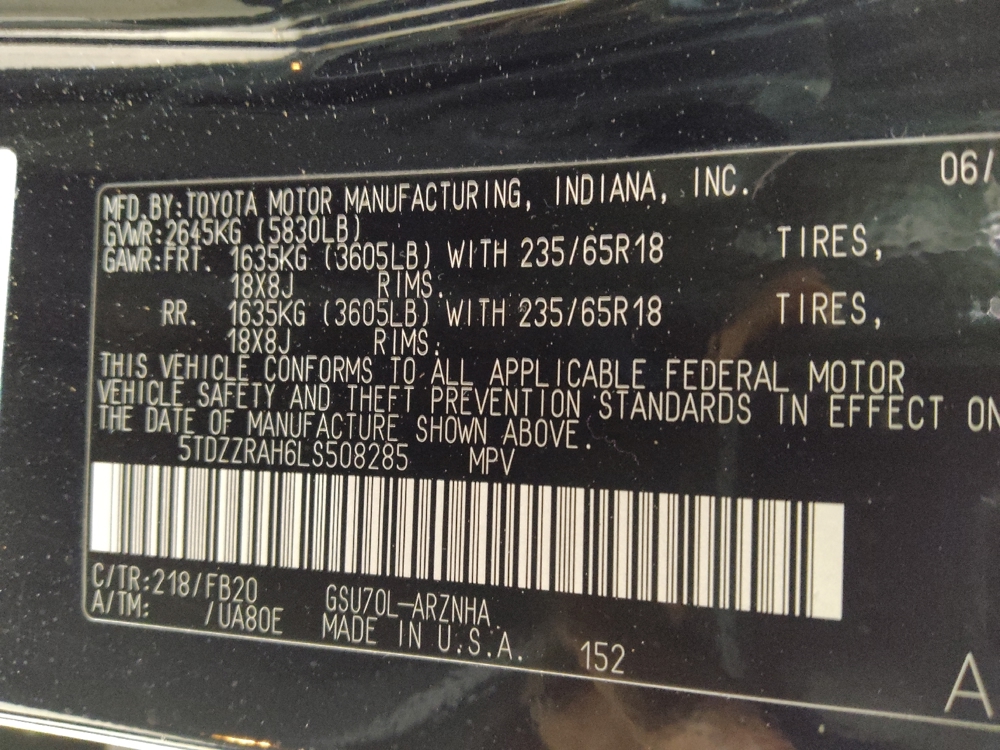 06/
MFD.BY:TOYOTA MOTOR MANUFACTURING, INDIANA, INC.
GVWR:2645KG (5830LB)
GAWR:FRT. 1635KG (3605LB) WITH 235/65R18 TIRES,
18X8J RIMS.
RR. 1635KG (3605LB) WITH 235/65R18 TIRES,
18X8J RIMS.
THIS VEHICLE CONFORMS TO ALL APPLICABLE FEDERAL MOTOR
VEHICLE SAFETY AND THEFT PREVENTION STANDARDS IN EFFECT ON
THE DATE OF MANUFACTURE SHOWN ABOVE.
5TDZZRAH6LS508285 MPV
C/TR:218/FB20 GSU70L-ARZNHA
A/TM: /UA80E MADE IN U.S.A. 152
A